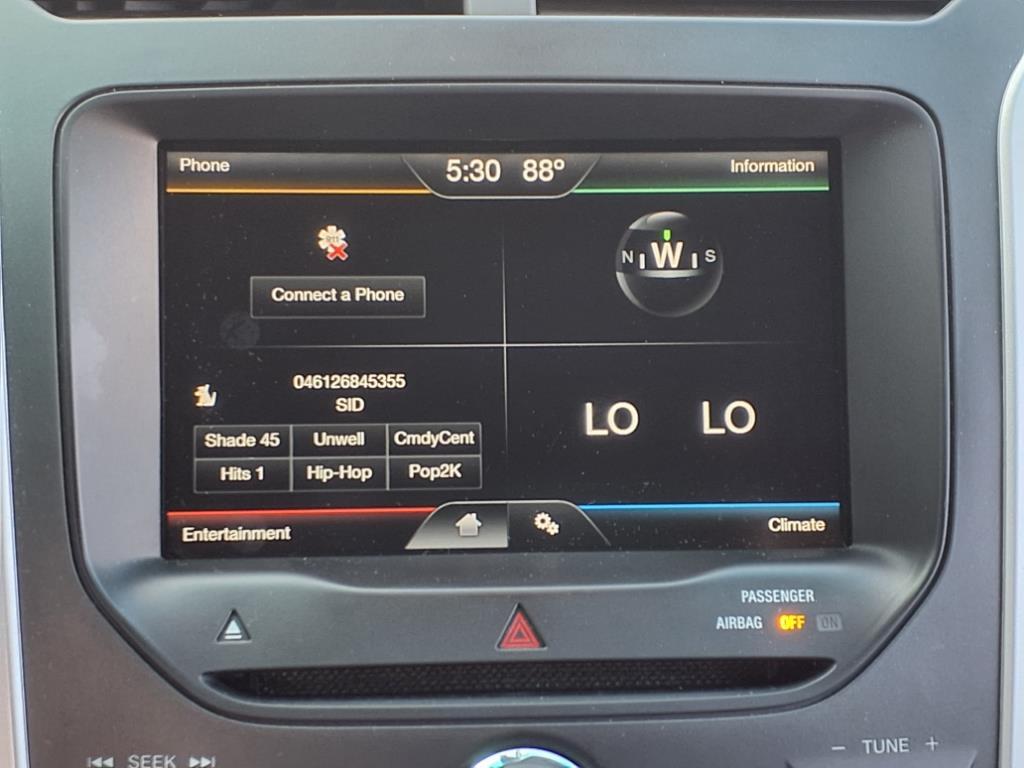 Phone
5:30 88°
Information
Connect a Phone
N W S
046126845355
SID
Shade 45 Unwell CmdyCent
Hits 1 Hip-Hop Pop2K
LO LO
Entertainment
Climate
PASSENGER
AIRBAG OFF ON
SEEK
− TUNE +